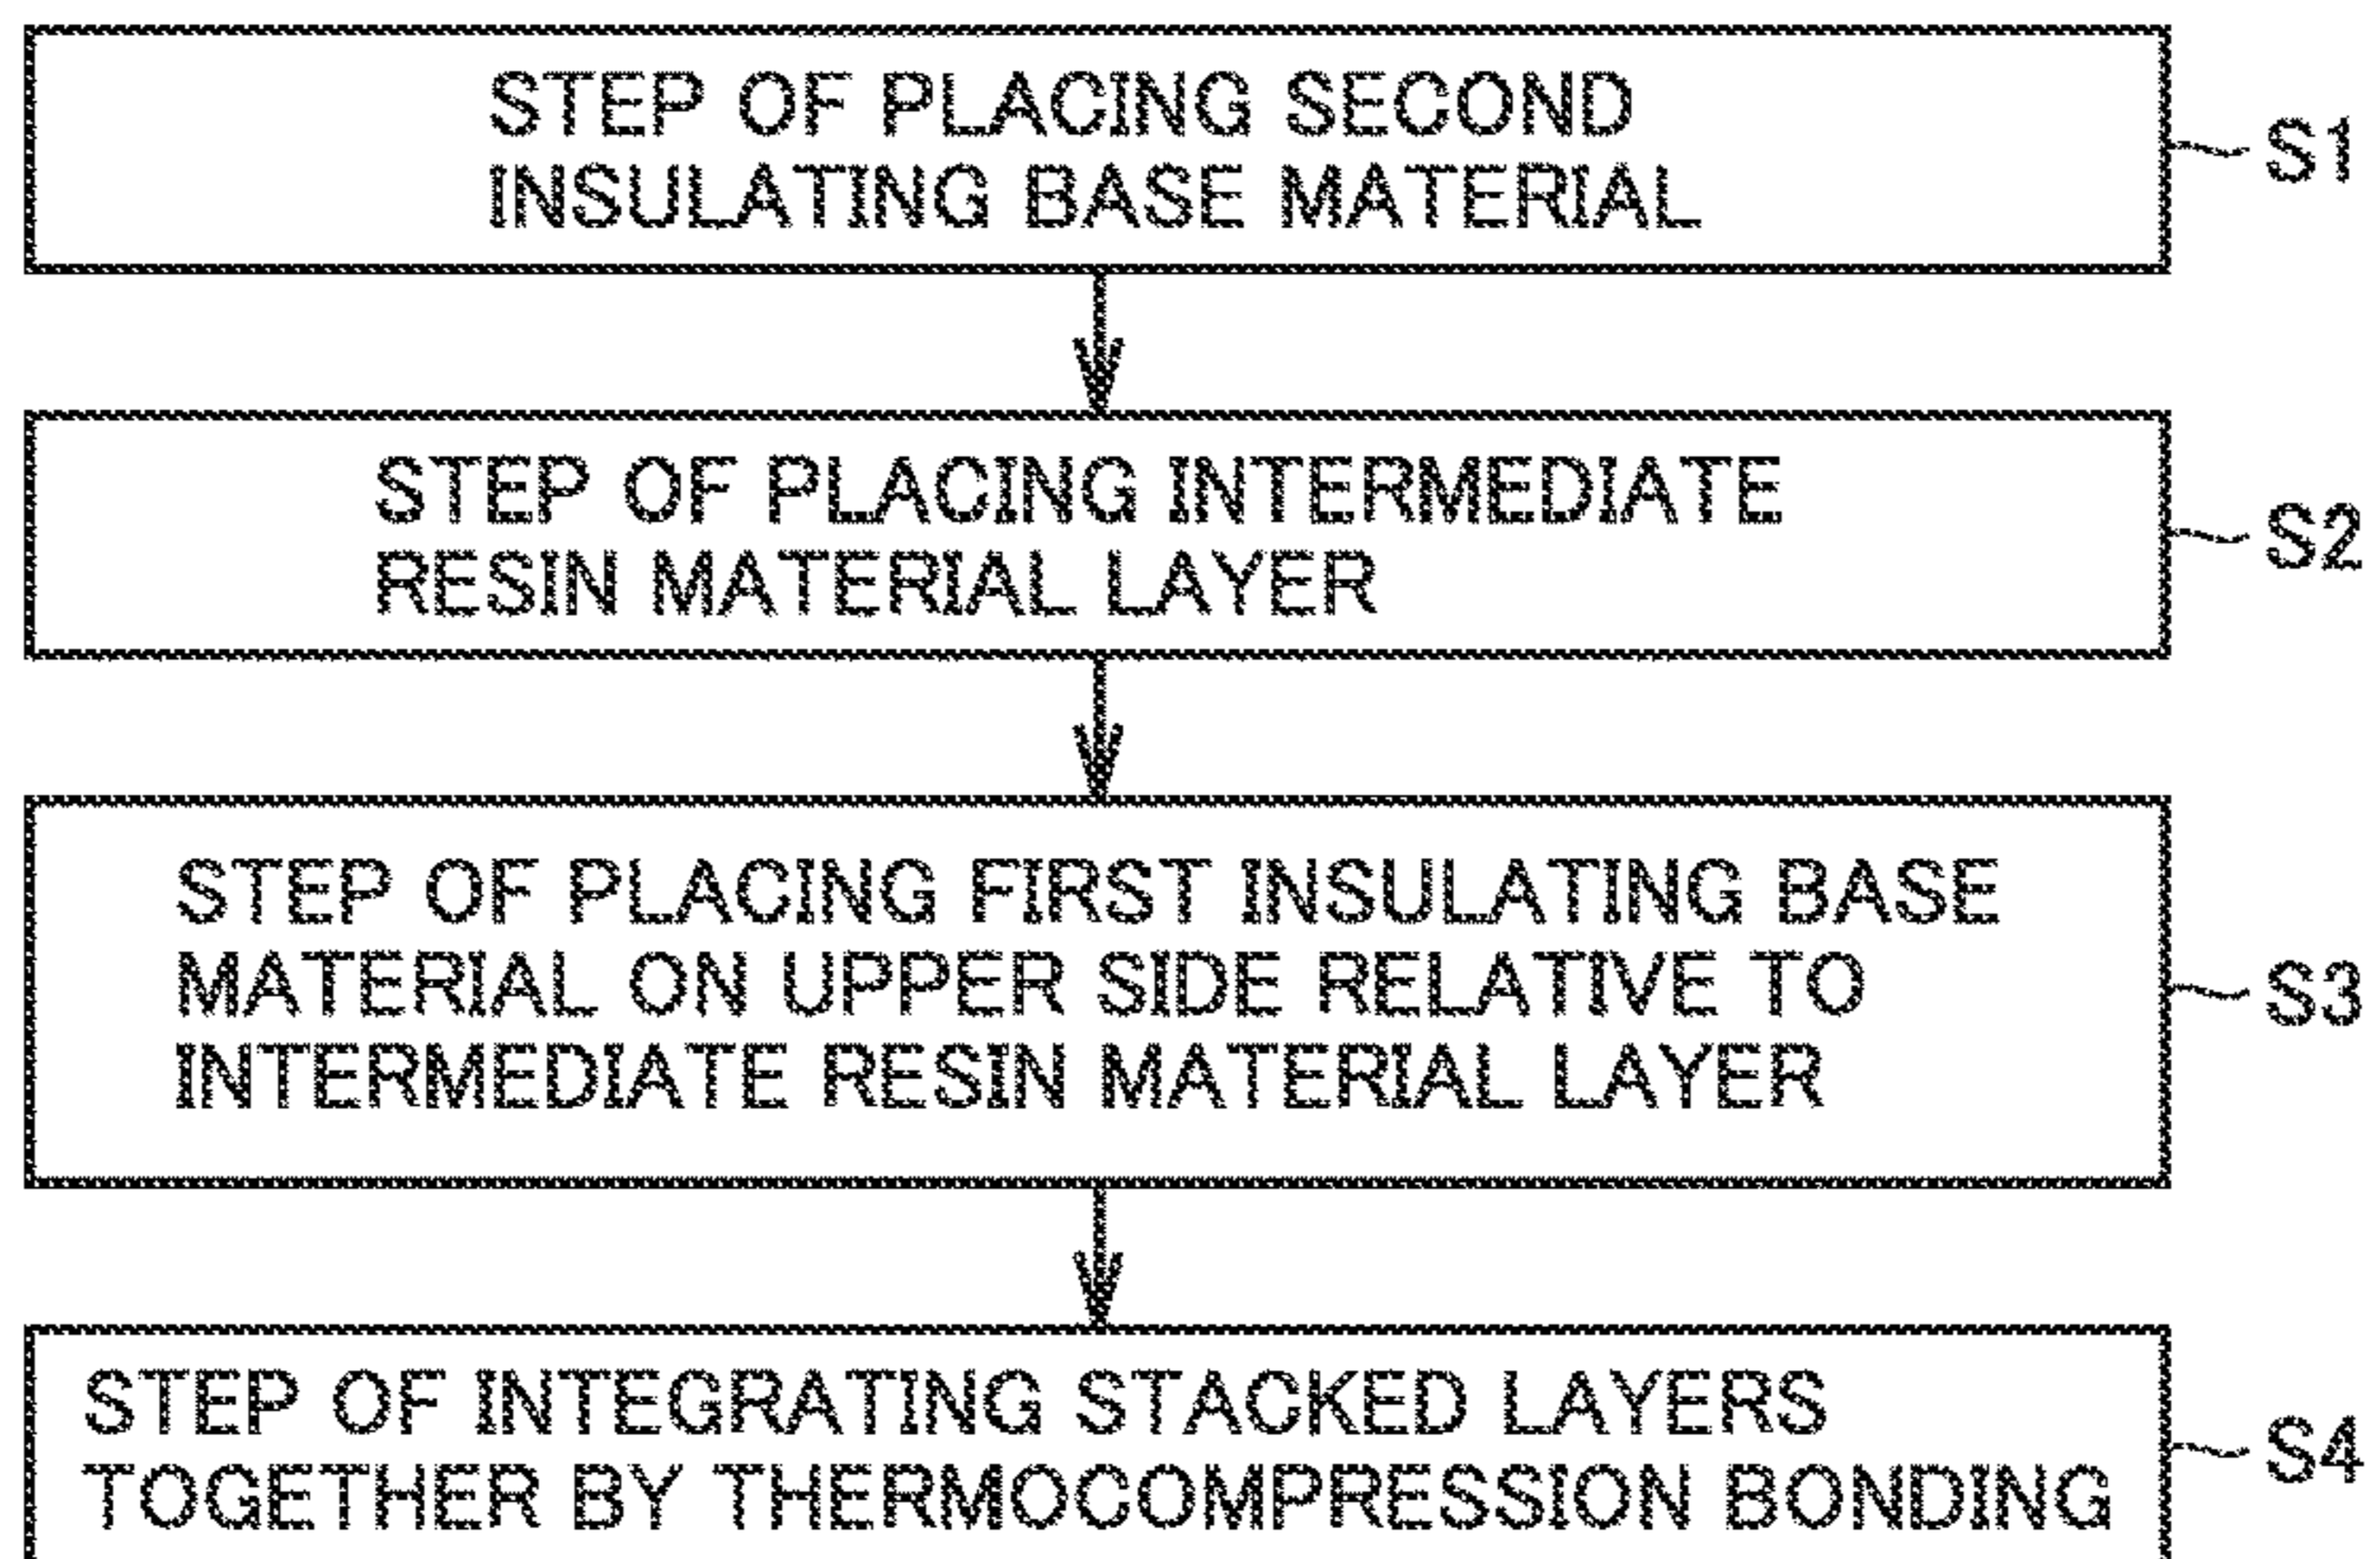 STEP OF PLACING SECOND
INSULATING BASE MATERIAL
S1
STEP OF PLACING INTERMEDIATE
RESIN MATERIAL LAYER
S2
STEP OF PLACING FIRST INSULATING BASE
MATERIAL ON UPPER SIDE RELATIVE TO
INTERMEDIATE RESIN MATERIAL LAYER
S3
STEP OF INTEGRATING STACKED LAYERS
TOGETHER BY THERMOCOMPRESSION BONDING
S4